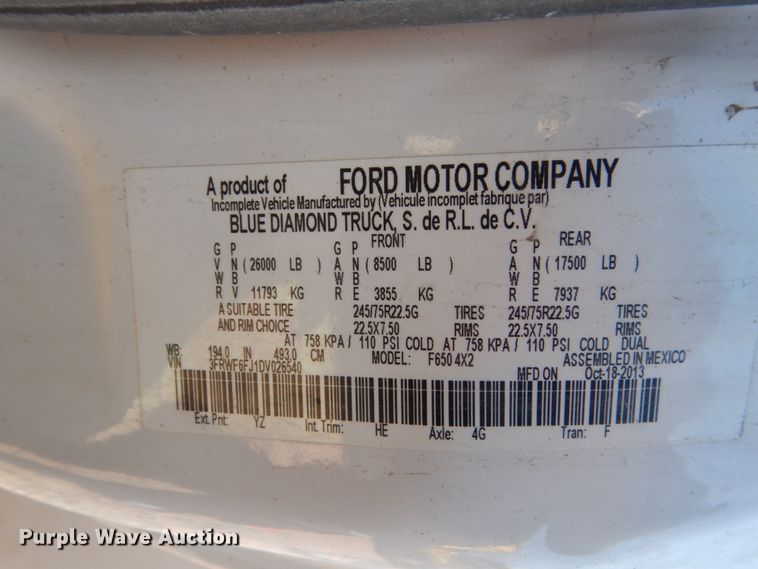 A product of FORD MOTOR COMPANY
Incomplete Vehicle Manufactured by (Vehicule incomplet fabrique par)
BLUE DIAMOND TRUCK, S. de R.L. de C.V.
FRONT REAR
G P G P G P
V N ( 26000 LB ) A N ( 8500 LB ) A N ( 17500 LB )
W B W B W B
R V 11793 KG R E 3855 KG R E 7937 KG
A SUITABLE TIRE 245/75R22.5G TIRES 245/75R22.5G TIRES
AND RIM CHOICE 22.5X7.50 RIMS 22.5X7.50 RIMS
AT 758 KPA/ 110 PSI COLD AT 758 KPA/ 110 PSI COLD DUAL
WB: 194.0 IN 493.0 CM MODEL: F650 4X2 ASSEMBLED IN MEXICO
VIN 3FRWF6FJ1DV026540 MFD ON Oct-18-2013
Ext. Pnt: YZ Int. Trim: HE Axle: 4G Tran: F
Purple Wave Auction